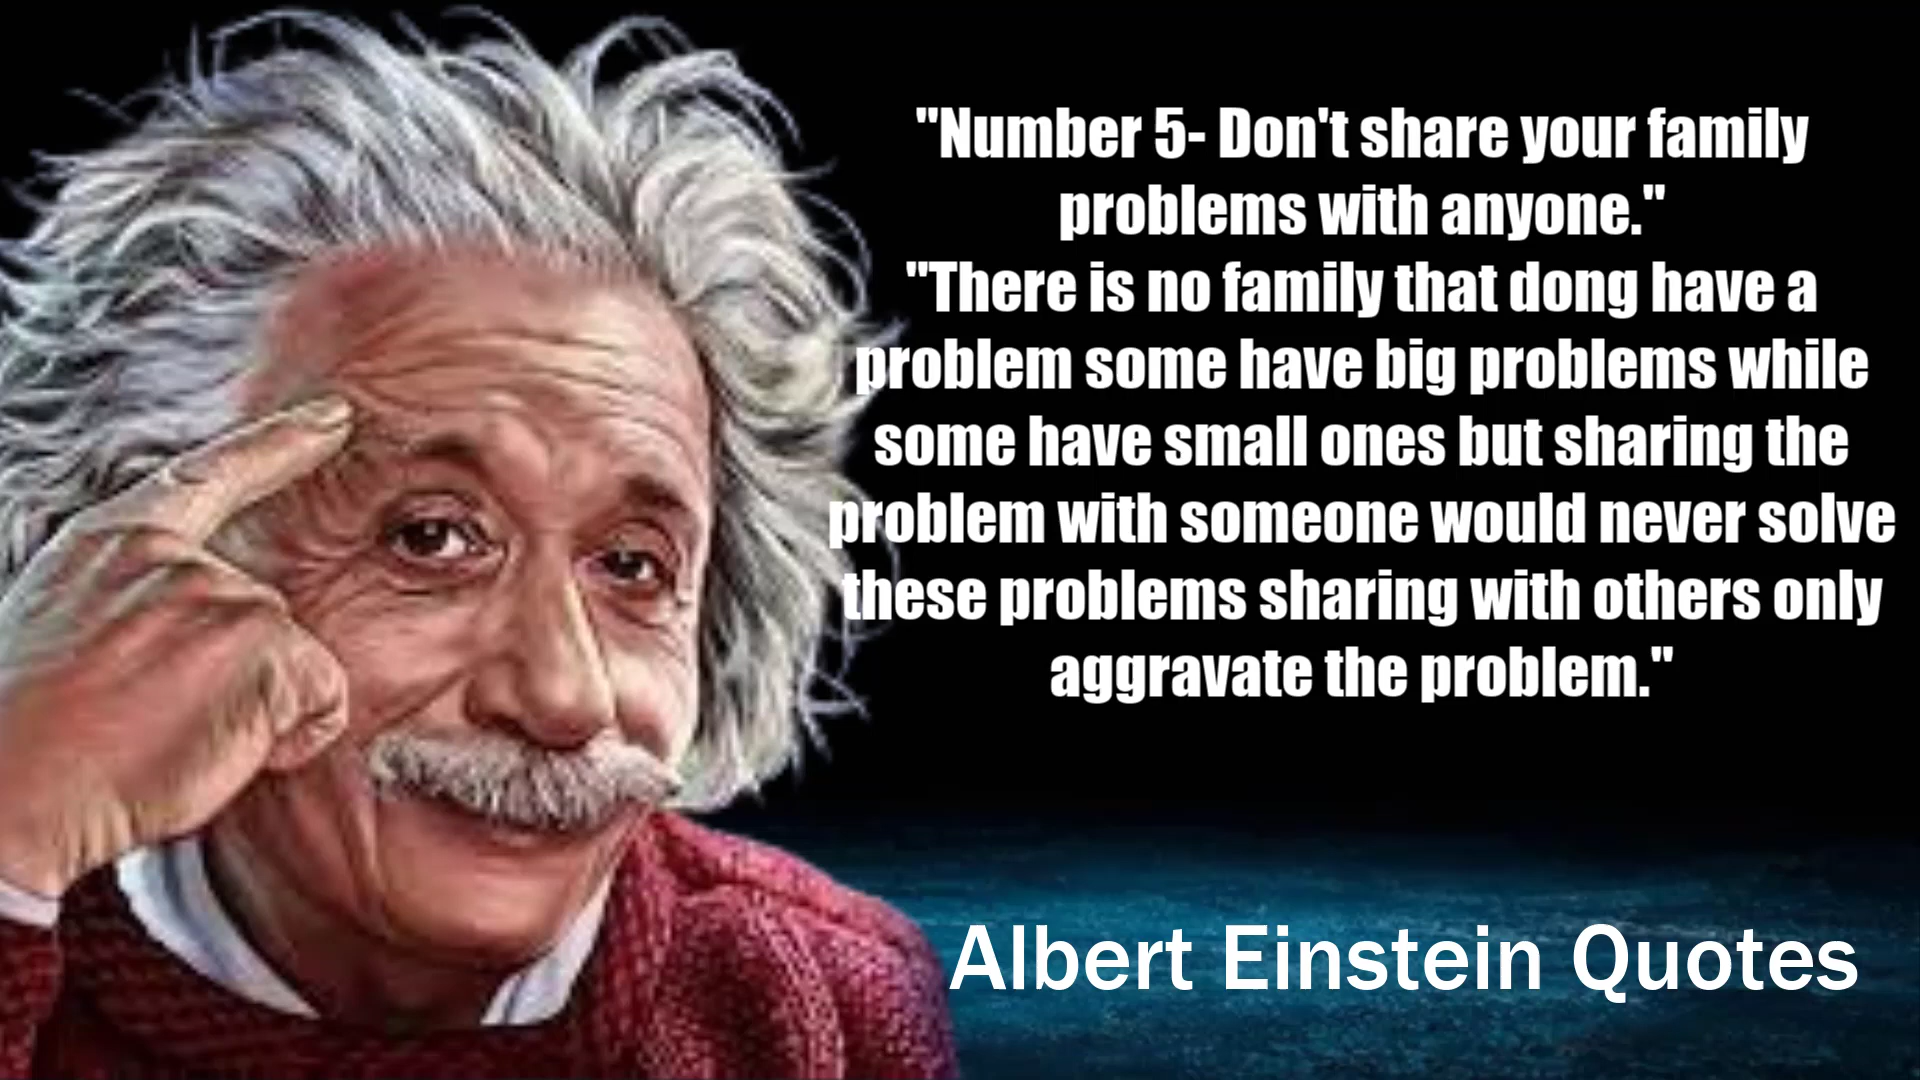 "Number 5- Don't share your family
problems with anyone."
"There is no family that dong have a
problem some have big problems while
some have small ones but sharing the
problem with someone would never solve
these problems sharing with others only
aggravate the problem."
Albert Einstein Quotes